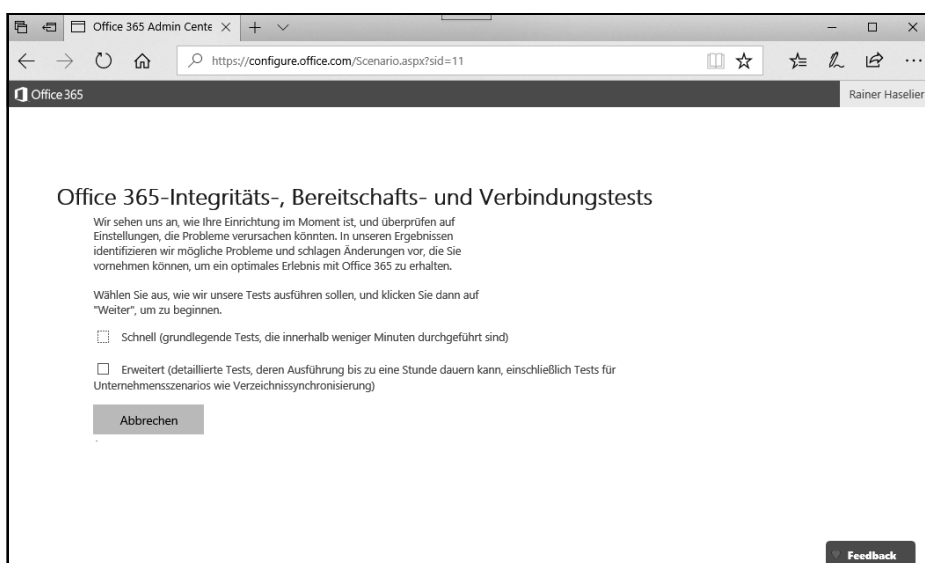 Office 365 Admin Cente
https://configure.office.com/Scenario.aspx?sid=11
Office 365
Rainer Haselier
Office 365-Integritäts-, Bereitschafts- und Verbindungstests
Wir sehen uns an, wie Ihre Einrichtung im Moment ist, und überprüfen auf
Einstellungen, die Probleme verursachen könnten. In unseren Ergebnissen
identifizieren wir mögliche Probleme und schlagen Änderungen vor, die Sie
vornehmen können, um ein optimales Erlebnis mit Office 365 zu erhalten.
Wählen Sie aus, wie wir unsere Tests ausführen sollen, und klicken Sie dann auf
"Weiter", um zu beginnen.
Schnell (grundlegende Tests, die innerhalb weniger Minuten durchgeführt sind)
Erweitert (detaillierte Tests, deren Ausführung bis zu eine Stunde dauern kann, einschließlich Tests für
Unternehmensszenarios wie Verzeichnissynchronisierung)
Abbrechen
Feedback